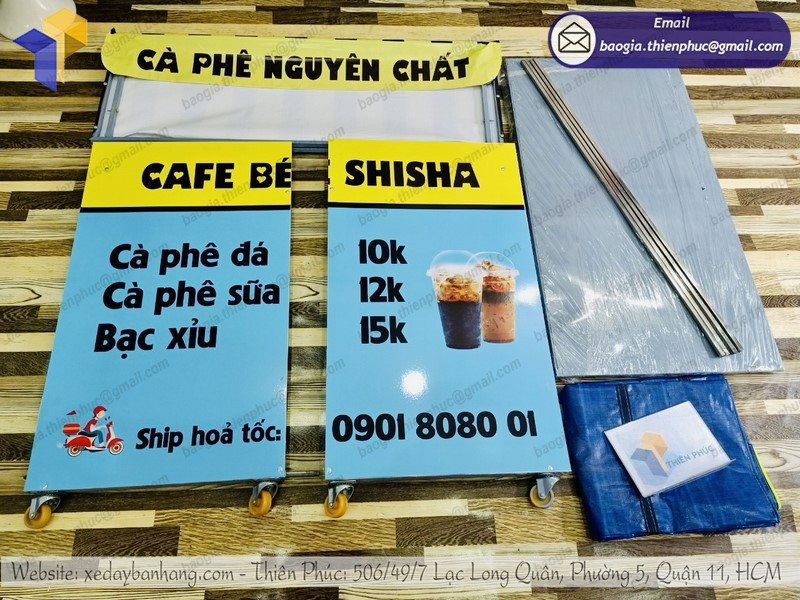 Email
baogia.thienphuc@gmail.com
CÀ PHÊ NGUYÊN CHẤT
CAFE BÉ SHISHA
Cà phê đá 10k
Cà phê sữa 12k
Bạc xỉu 15k
Ship hoả tốc: 0901 8080 01
THIÊN PHÚC
Website: xedaybanhang.com - Thiên Phúc: 506/49/7 Lạc Long Quân, Phường 5, Quận 11, HCM